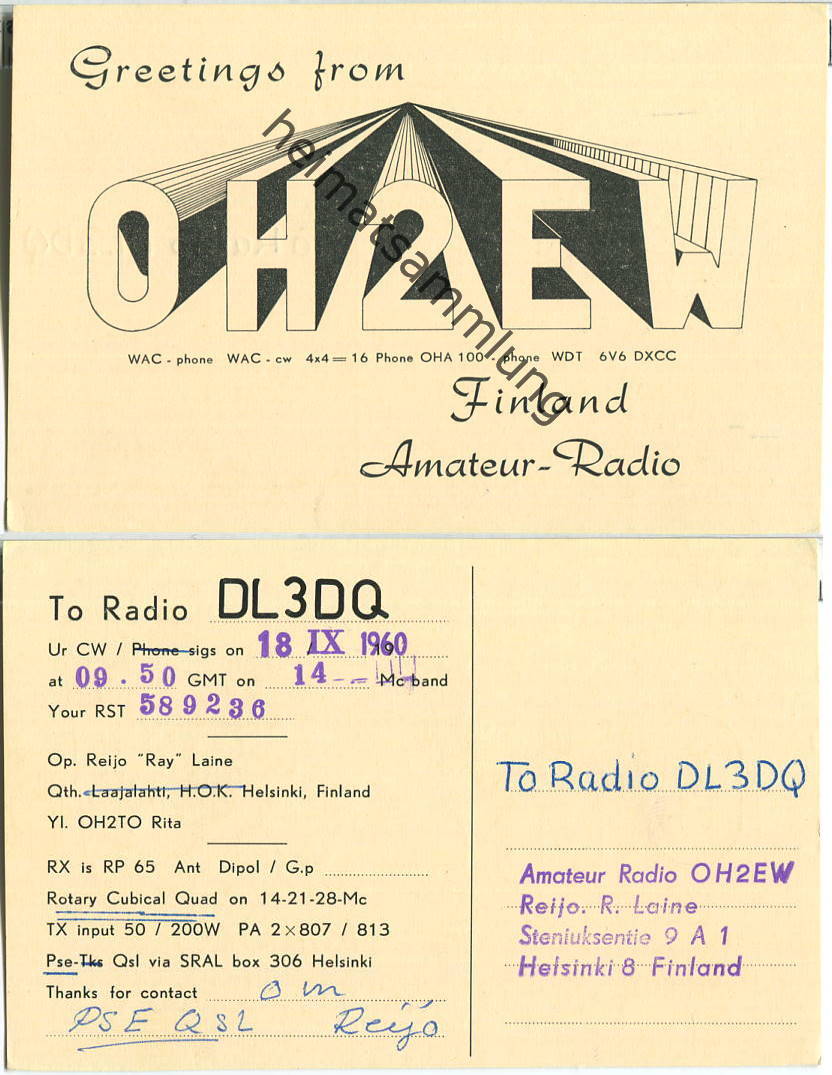 Greetings from
OH2EW
WAC - phone WAC - cw 4x4 = 16 Phone OHA 100 - phone WDT 6V6 DXCC
Finland
Amateur-Radio
heimatsammlung
To Radio DL3DQ
Ur CW / Phone sigs on 18 IX 1960
at 09.50 GMT on 14 Mc band
Your RST 589236
Op. Reijo "Ray" Laine
Qth. Laajalahti, H.O.K. Helsinki, Finland
Yl. OH2TO Rita
RX is RP 65 Ant Dipol / G.p
Rotary Cubical Quad on 14-21-28-Mc
TX input 50 / 200W PA 2×807 / 813
Pse-Tks Qsl via SRAL box 306 Helsinki
Thanks for contact om
PSE QSL Reijo
To Radio DL3DQ
Amateur Radio OH2EW
Reijo. R. Laine
Steniuksentie 9 A 1
Helsinki 8 Finland